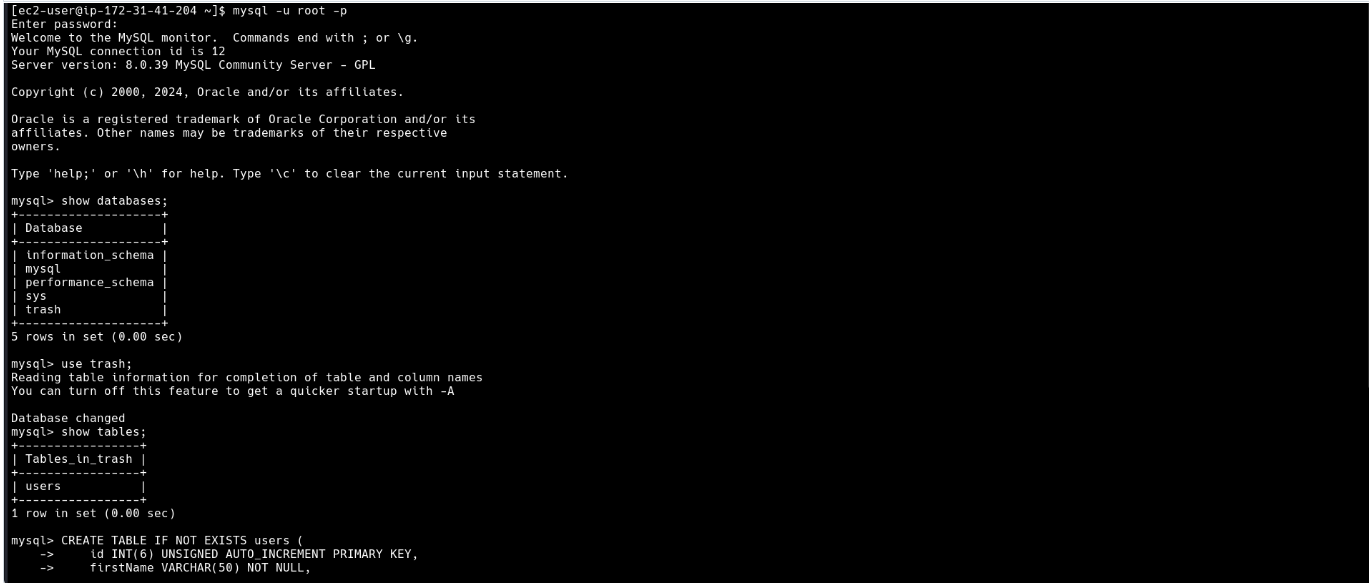 [ec2-user@ip-172-31-41-204 ~]$ mysql -u root -p
Enter password:
Welcome to the MySQL monitor.  Commands end with ; or \g.
Your MySQL connection id is 12
Server version: 8.0.39 MySQL Community Server - GPL

Copyright (c) 2000, 2024, Oracle and/or its affiliates.

Oracle is a registered trademark of Oracle Corporation and/or its
affiliates. Other names may be trademarks of their respective
owners.

Type 'help;' or '\h' for help. Type '\c' to clear the current input statement.

mysql> show databases;
+--------------------+
| Database           |
+--------------------+
| information_schema |
| mysql              |
| performance_schema |
| sys                |
| trash              |
+--------------------+
5 rows in set (0.00 sec)

mysql> use trash;
Reading table information for completion of table and column names
You can turn off this feature to get a quicker startup with -A

Database changed
mysql> show tables;
+-----------------+
| Tables_in_trash |
+-----------------+
| users           |
+-----------------+
1 row in set (0.00 sec)

mysql> CREATE TABLE IF NOT EXISTS users (
    ->     id INT(6) UNSIGNED AUTO_INCREMENT PRIMARY KEY,
    ->     firstName VARCHAR(50) NOT NULL,